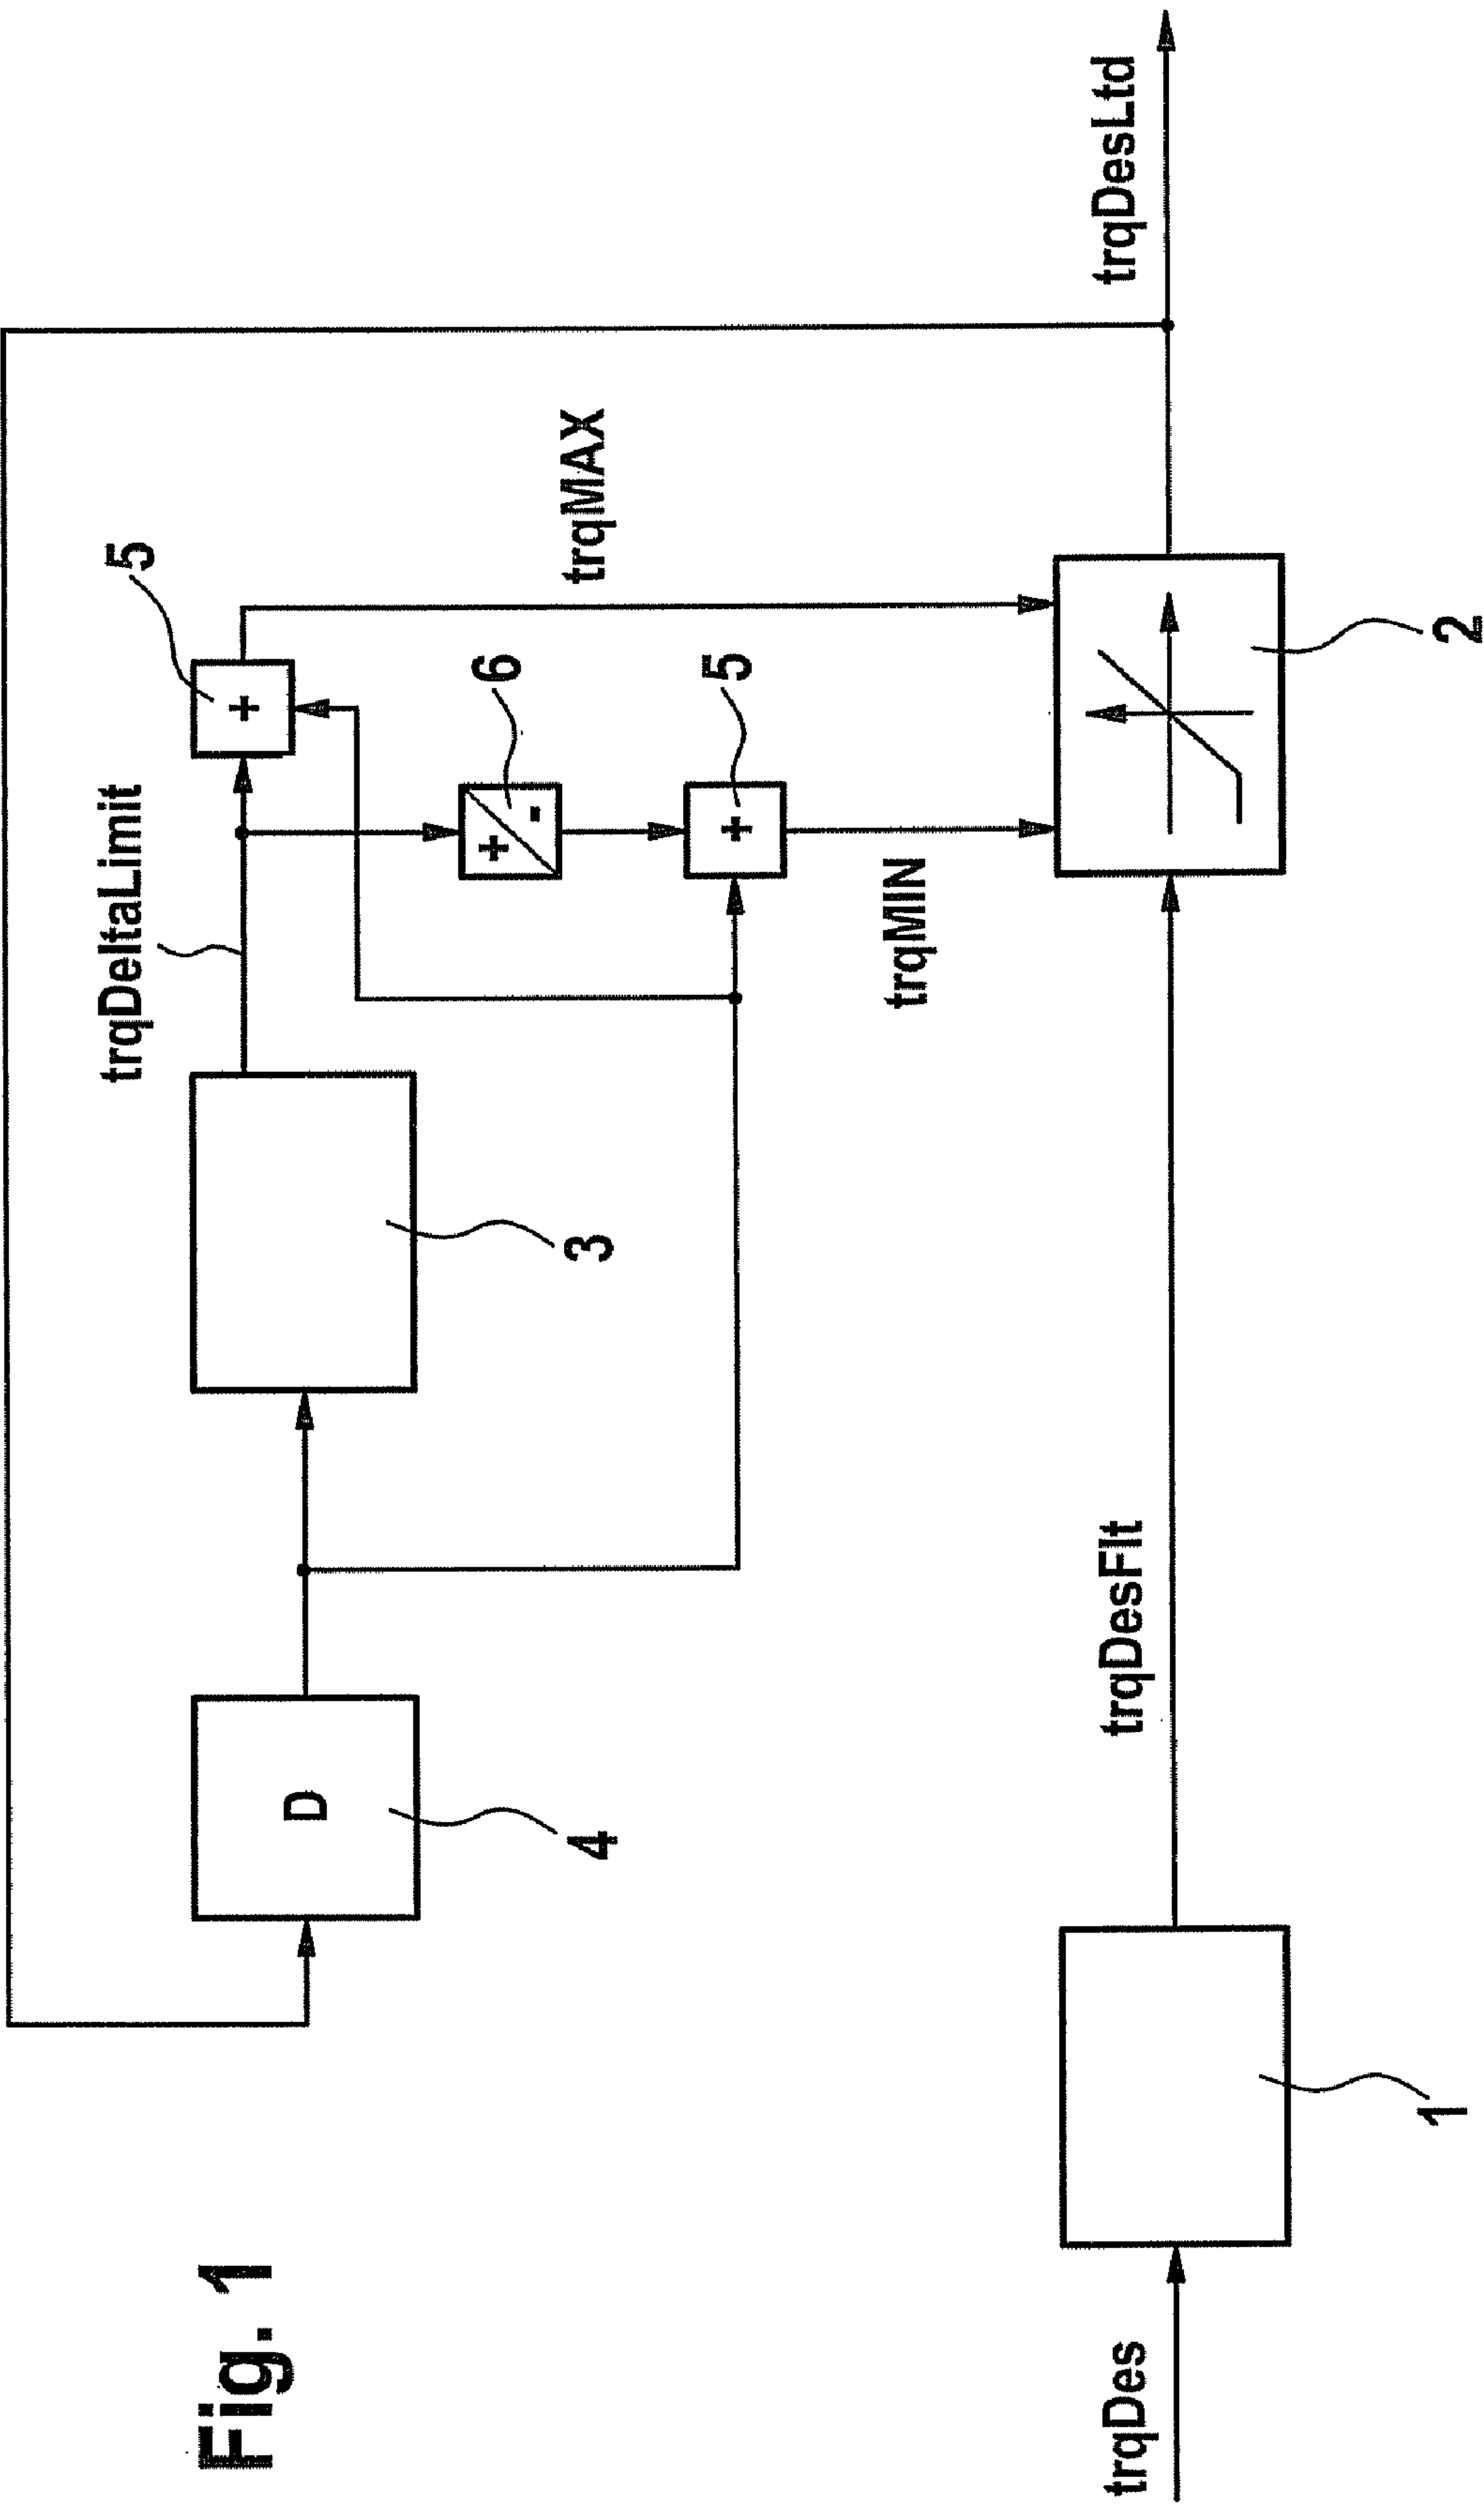 Fig. 1
trqDeltaLimit
5
+
D
4
3
6
+
-
5
+
trqMAX
trqMIN
trqDes
1
trqDesFlt
2
trqDesLtd